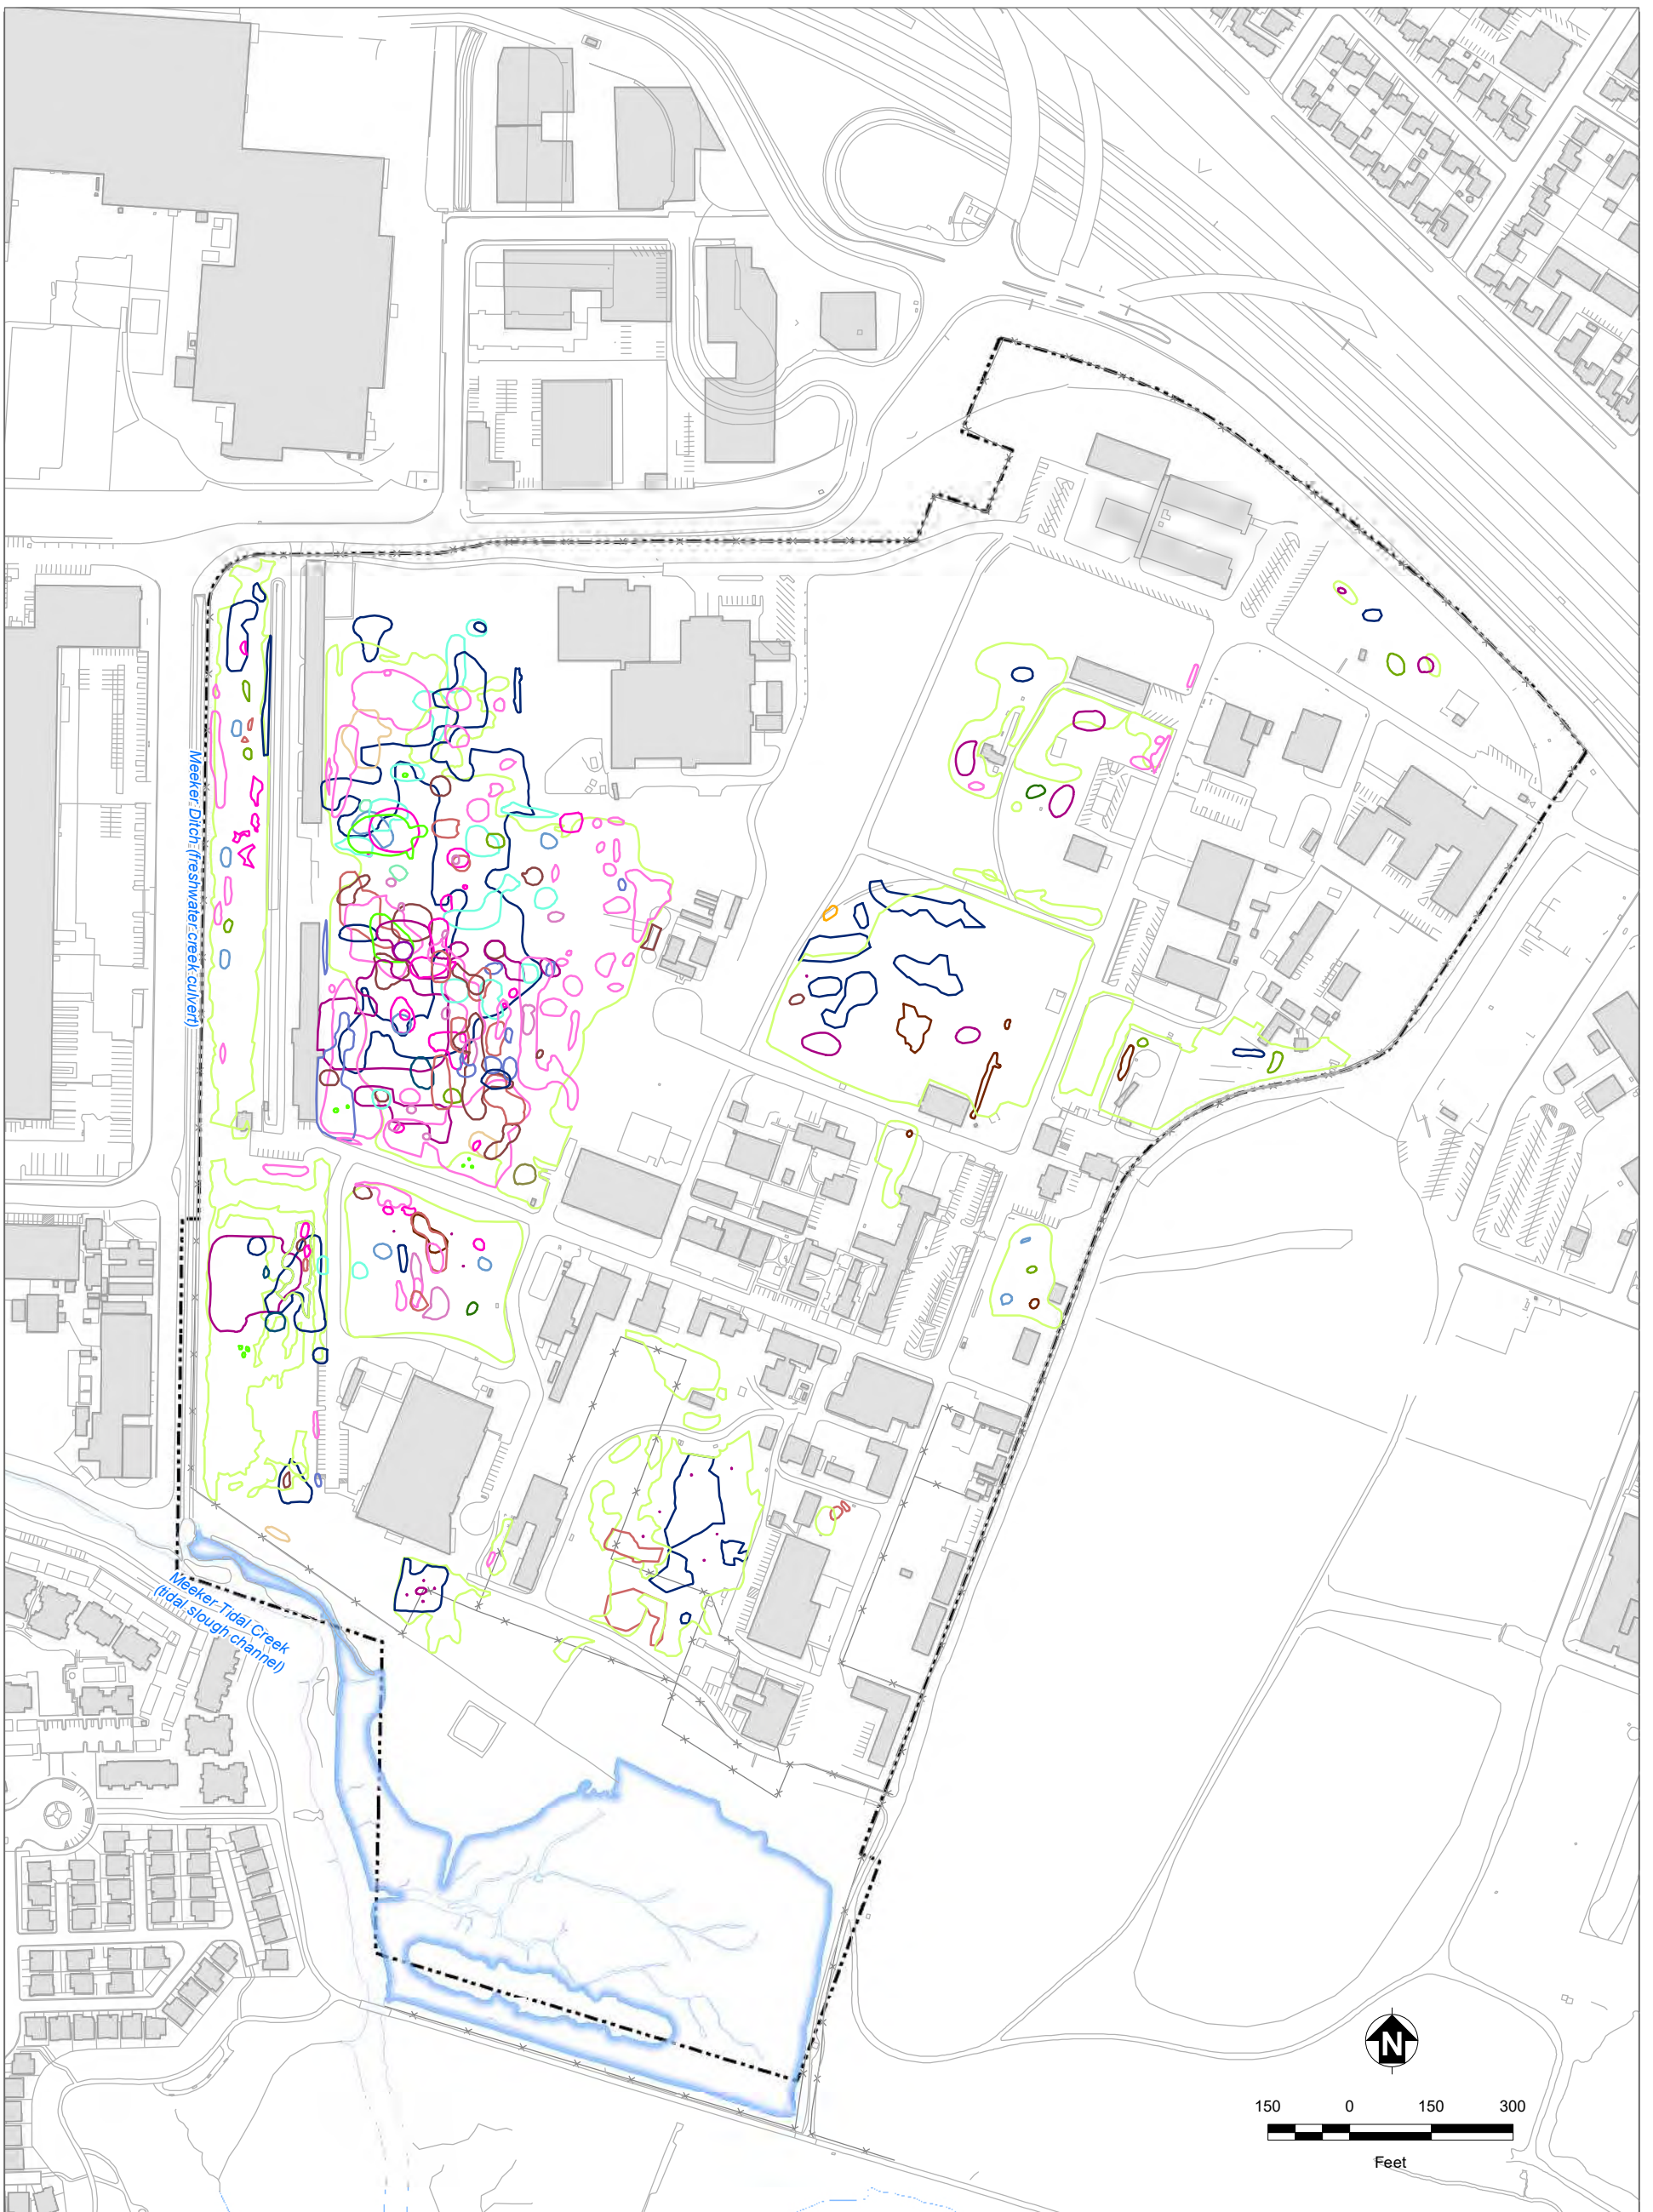 Meeker Ditch (freshwater creek culvert)
Meeker Tidal Creek
(tidal slough channel)
N
150 0 150 300
Feet